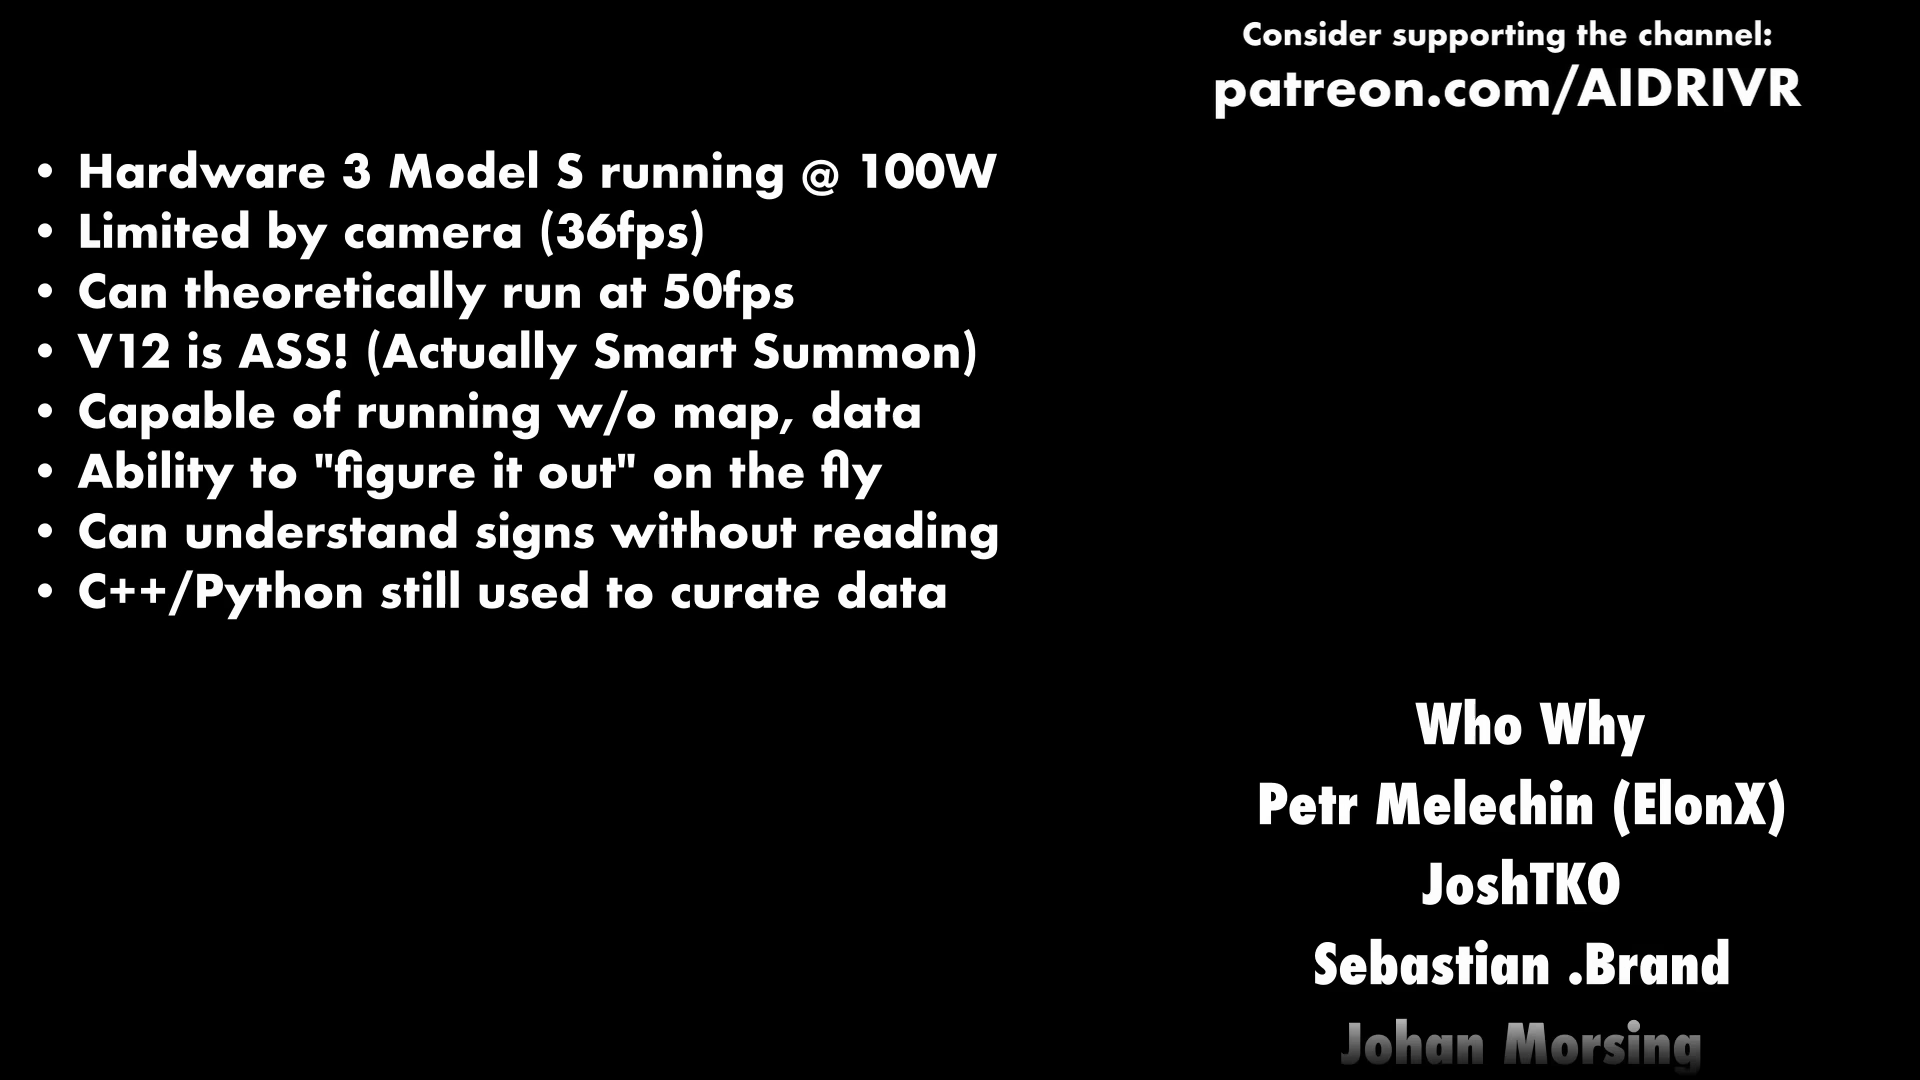 Consider supporting the channel:
patreon.com/AIDRIVR
• Hardware 3 Model S running @ 100W
• Limited by camera (36fps)
• Can theoretically run at 50fps
• V12 is ASS! (Actually Smart Summon)
• Capable of running w/o map, data
• Ability to "figure it out" on the fly
• Can understand signs without reading
• C++/Python still used to curate data
Who Why
Petr Melechin (ElonX)
JoshTKO
Sebastian .Brand
Johan Morsing